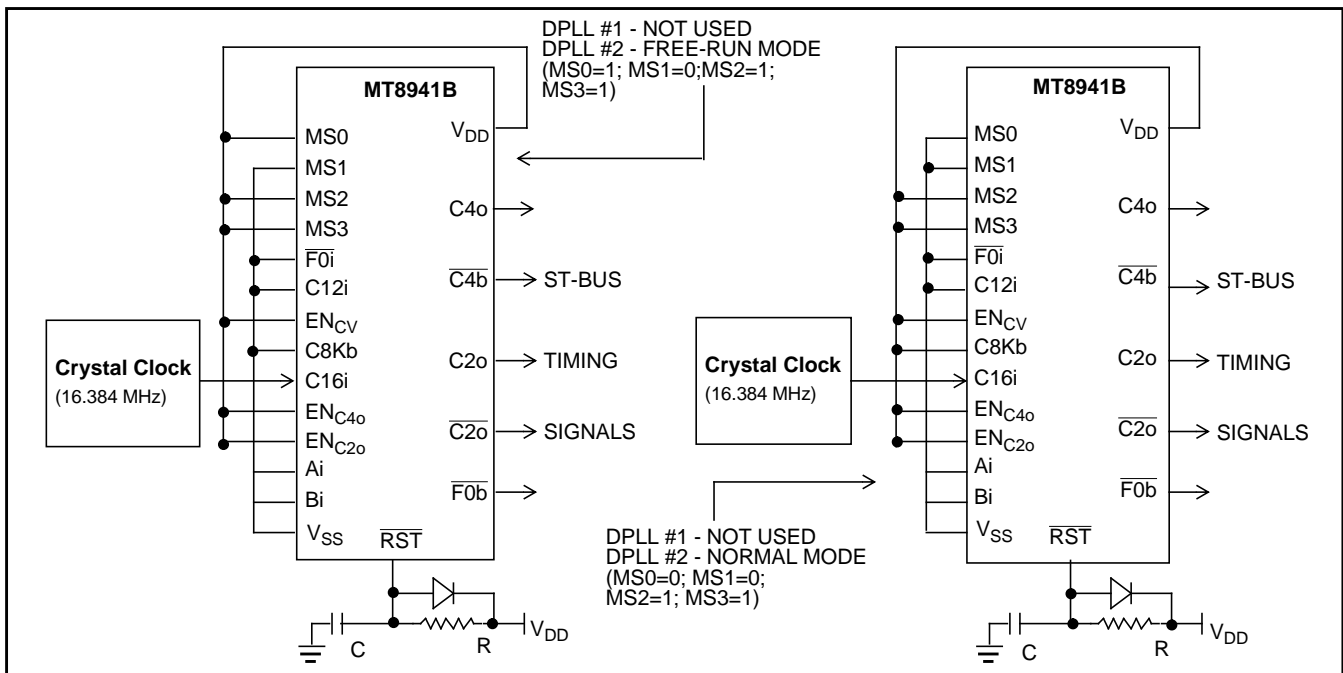 DPLL #1 - NOT USED
DPLL #2 - FREE-RUN MODE
(MS0=1; MS1=0;MS2=1;
MS3=1)
MT8941B
MS0
MS1
MS2
MS3
F0i
C12i
ENCV
C8Kb
C16i
ENC4o
ENC2o
Ai
Bi
VSS
RST
VDD
C4o
C4b
ST-BUS
C2o
TIMING
C2o
SIGNALS
F0b
Crystal Clock
(16.384 MHz)
C
R
VDD
MT8941B
MS0
MS1
MS2
MS3
F0i
C12i
ENCV
C8Kb
C16i
ENC4o
ENC2o
Ai
Bi
VSS
RST
VDD
C4o
C4b
ST-BUS
C2o
TIMING
C2o
SIGNALS
F0b
Crystal Clock
(16.384 MHz)
DPLL #1 - NOT USED
DPLL #2 - NORMAL MODE
(MS0=0; MS1=0;
MS2=1; MS3=1)
C
R
VDD